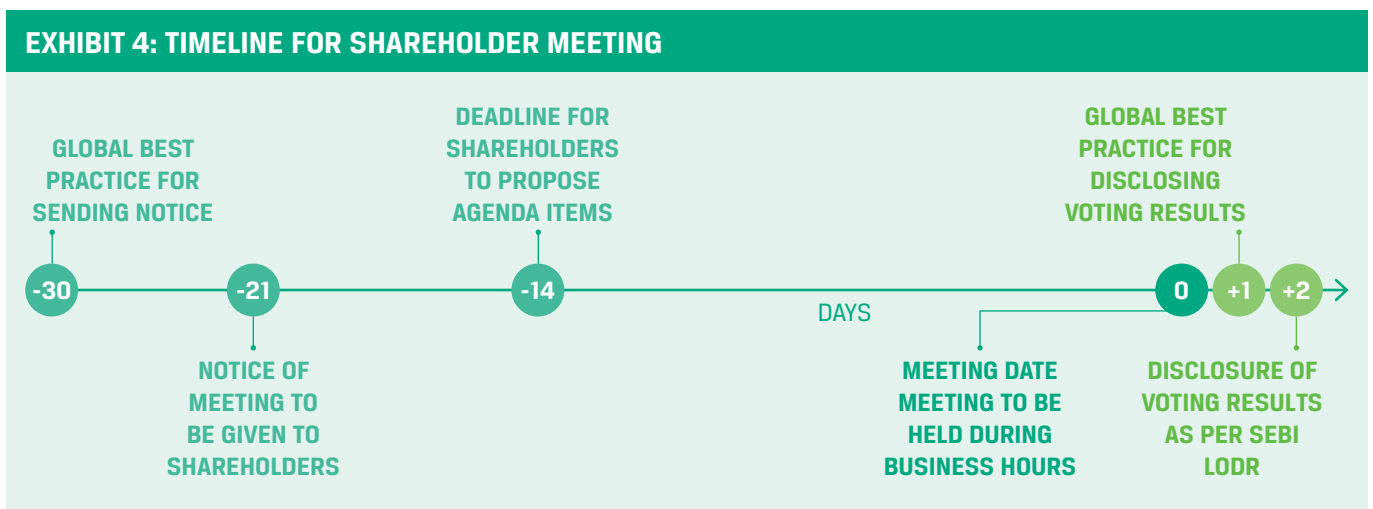 EXHIBIT 4: TIMELINE FOR SHAREHOLDER MEETING
GLOBAL BEST
PRACTICE FOR
SENDING NOTICE
DEADLINE FOR
SHAREHOLDERS
TO PROPOSE
AGENDA ITEMS
GLOBAL BEST
PRACTICE FOR
DISCLOSING
VOTING RESULTS
-30
-21
-14
0
+1
+2
DAYS
NOTICE OF
MEETING TO
BE GIVEN TO
SHAREHOLDERS
MEETING DATE
MEETING TO BE
HELD DURING
BUSINESS HOURS
DISCLOSURE OF
VOTING RESULTS
AS PER SEBI
LODR